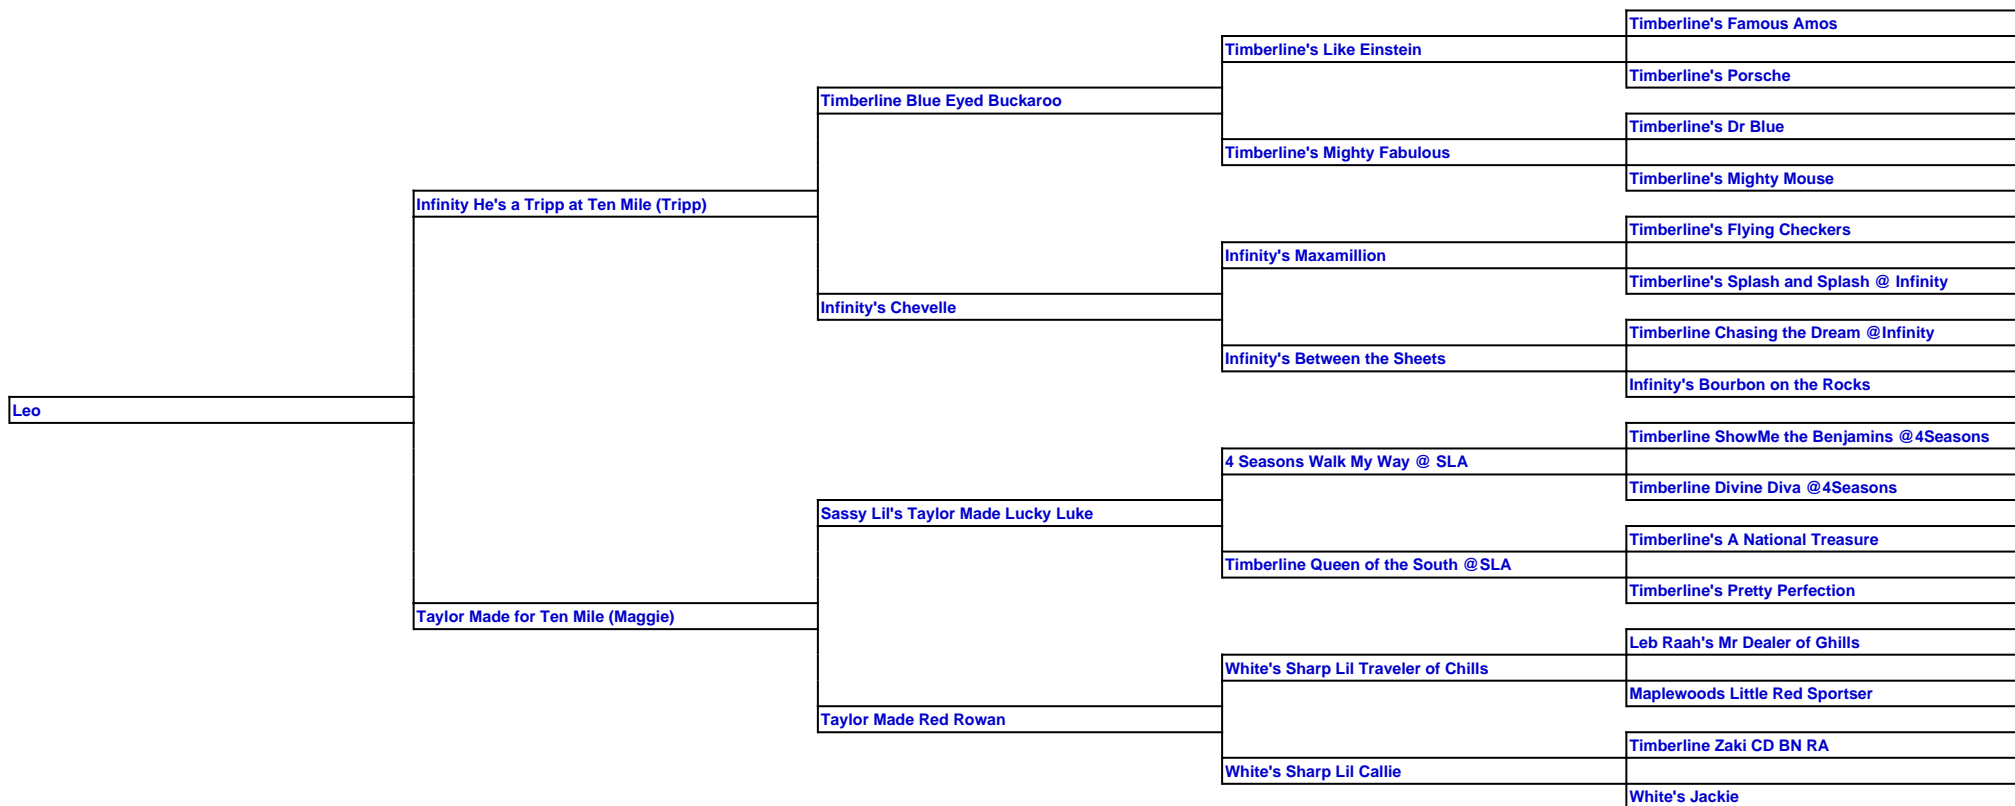 Timberline's Famous Amos
Timberline's Like Einstein
Timberline's Porsche
Timberline Blue Eyed Buckaroo
Timberline's Dr Blue
Timberline's Mighty Fabulous
Timberline's Mighty Mouse
Infinity He's a Tripp at Ten Mile (Tripp)
Timberline's Flying Checkers
Infinity's Maxamillion
Timberline's Splash and Splash @ Infinity
Infinity's Chevelle
Timberline Chasing the Dream @Infinity
Infinity's Between the Sheets
Infinity's Bourbon on the Rocks
Leo
Timberline ShowMe the Benjamins @4Seasons
4 Seasons Walk My Way @ SLA
Timberline Divine Diva @4Seasons
Sassy Lil's Taylor Made Lucky Luke
Timberline's A National Treasure
Timberline Queen of the South @SLA
Timberline's Pretty Perfection
Taylor Made for Ten Mile (Maggie)
Leb Raah's Mr Dealer of Ghills
White's Sharp Lil Traveler of Chills
Maplewoods Little Red Sportser
Taylor Made Red Rowan
Timberline Zaki CD BN RA
White's Sharp Lil Callie
White's Jackie